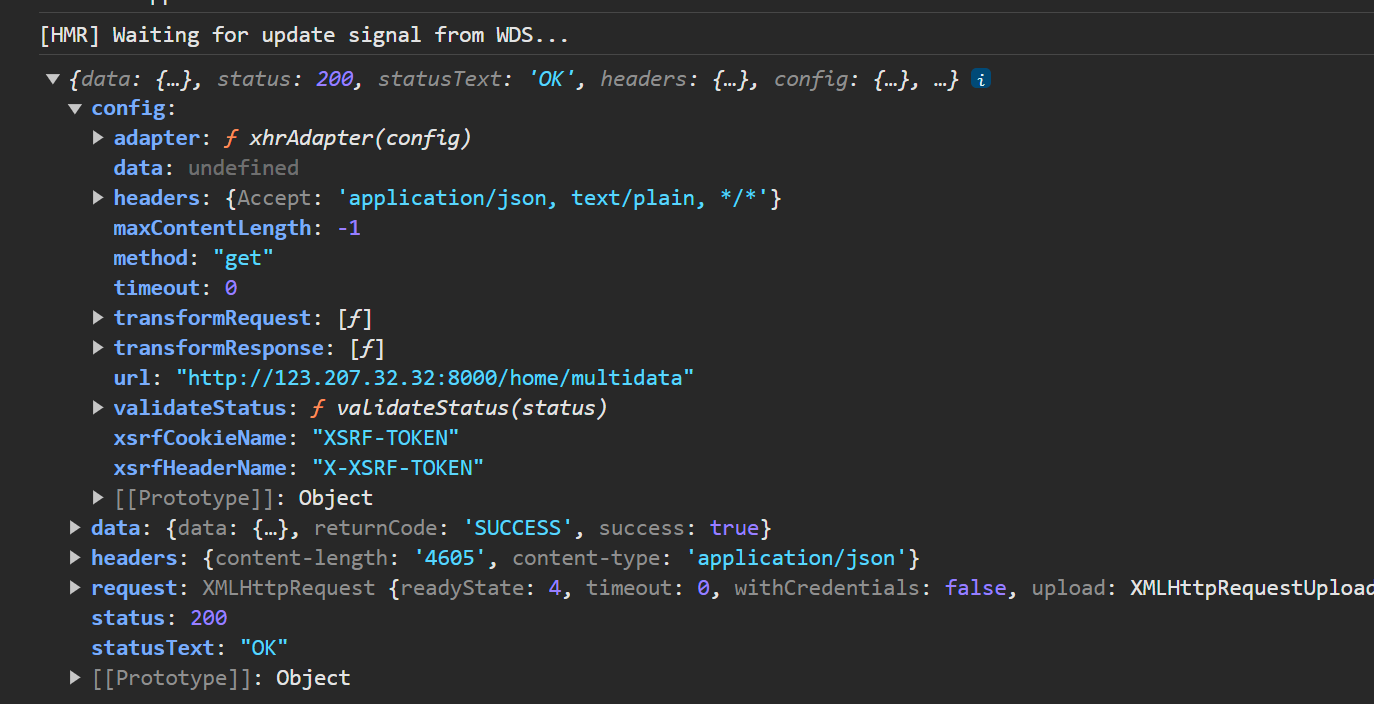 [HMR] Waiting for update signal from WDS...
▼ {data: {…}, status: 200, statusText: 'OK', headers: {…}, config: {…}, …} i
▼ config:
▶ adapter: ƒ xhrAdapter(config)
data: undefined
▶ headers: {Accept: 'application/json, text/plain, */*'}
maxContentLength: -1
method: "get"
timeout: 0
▶ transformRequest: [ƒ]
▶ transformResponse: [ƒ]
url: "http://123.207.32.32:8000/home/multidata"
▶ validateStatus: ƒ validateStatus(status)
xsrfCookieName: "XSRF-TOKEN"
xsrfHeaderName: "X-XSRF-TOKEN"
▶ [[Prototype]]: Object
▶ data: {data: {…}, returnCode: 'SUCCESS', success: true}
▶ headers: {content-length: '4605', content-type: 'application/json'}
▶ request: XMLHttpRequest {readyState: 4, timeout: 0, withCredentials: false, upload: XMLHttpRequestUpload
status: 200
statusText: "OK"
▶ [[Prototype]]: Object